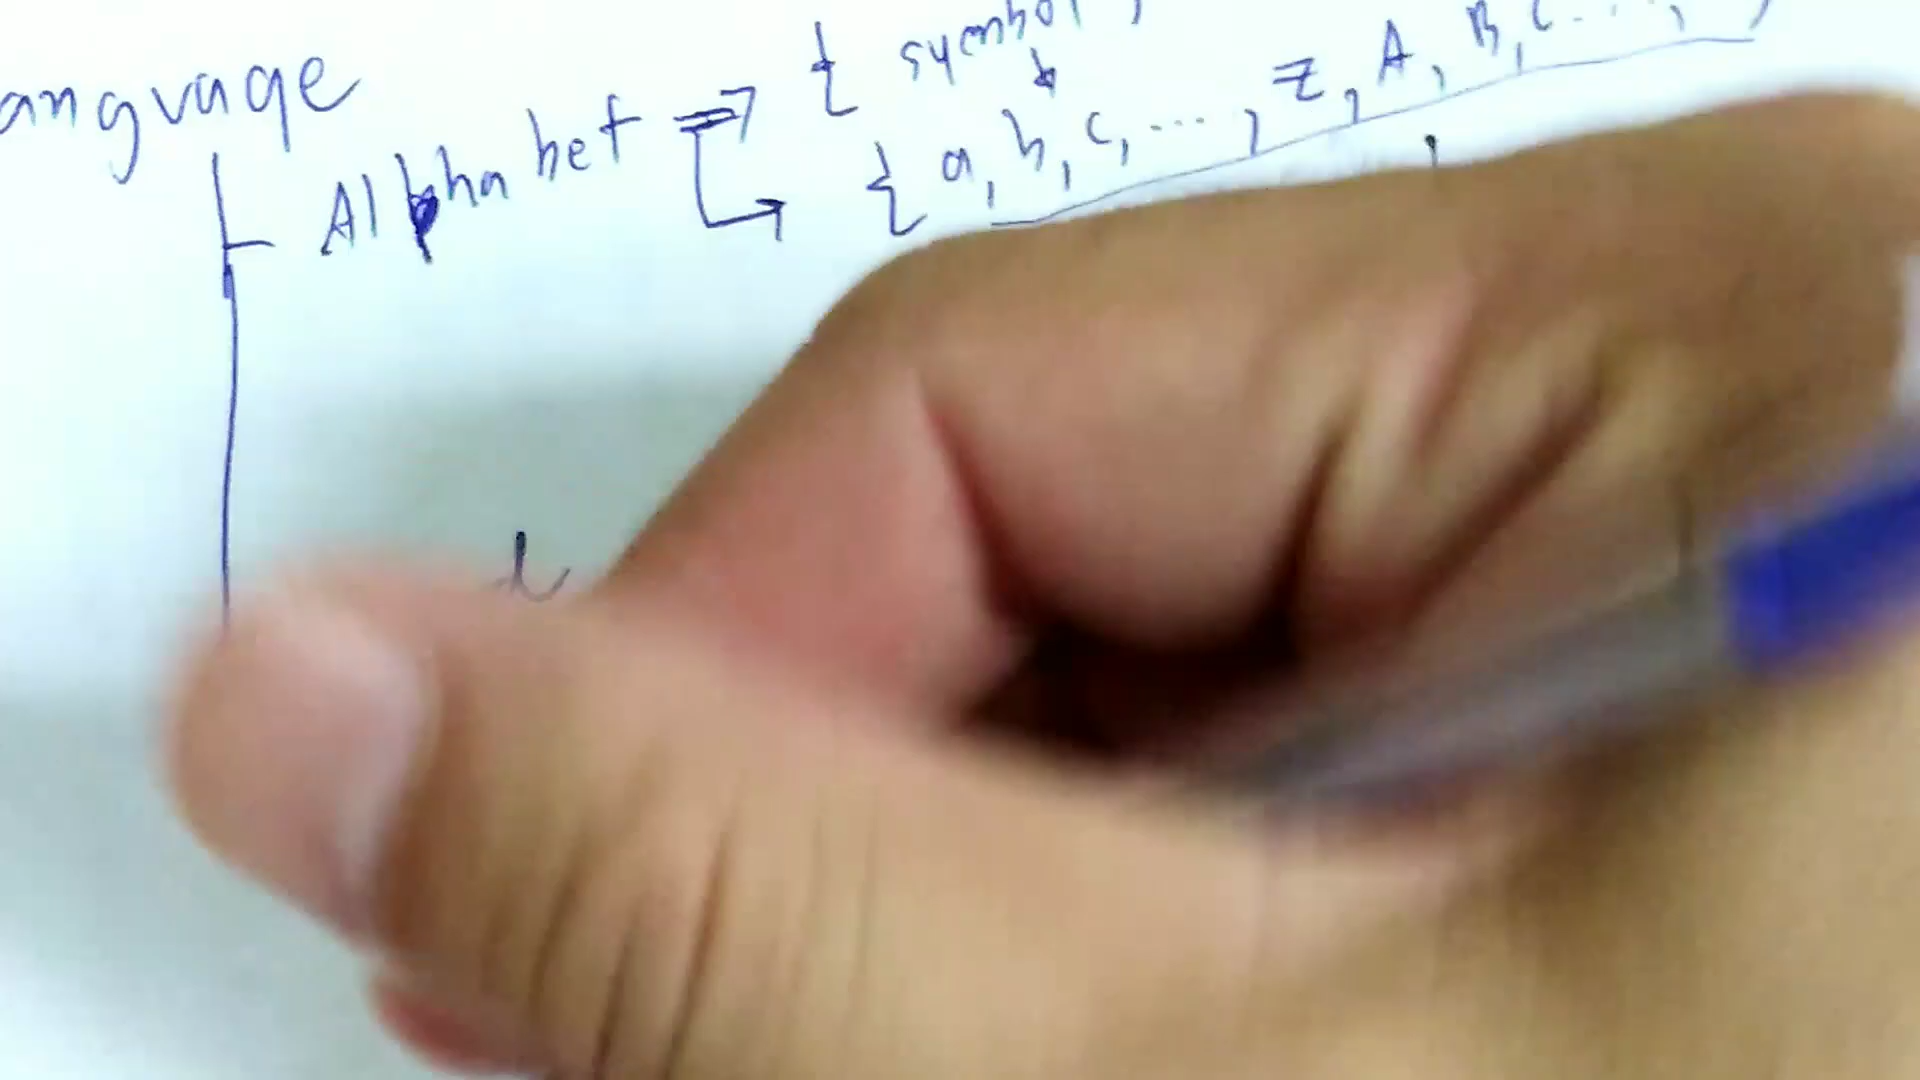 anguage
Alphabet ⇒ { symbol,
→ { a, b, c, ... , z, A, B, C ... ,